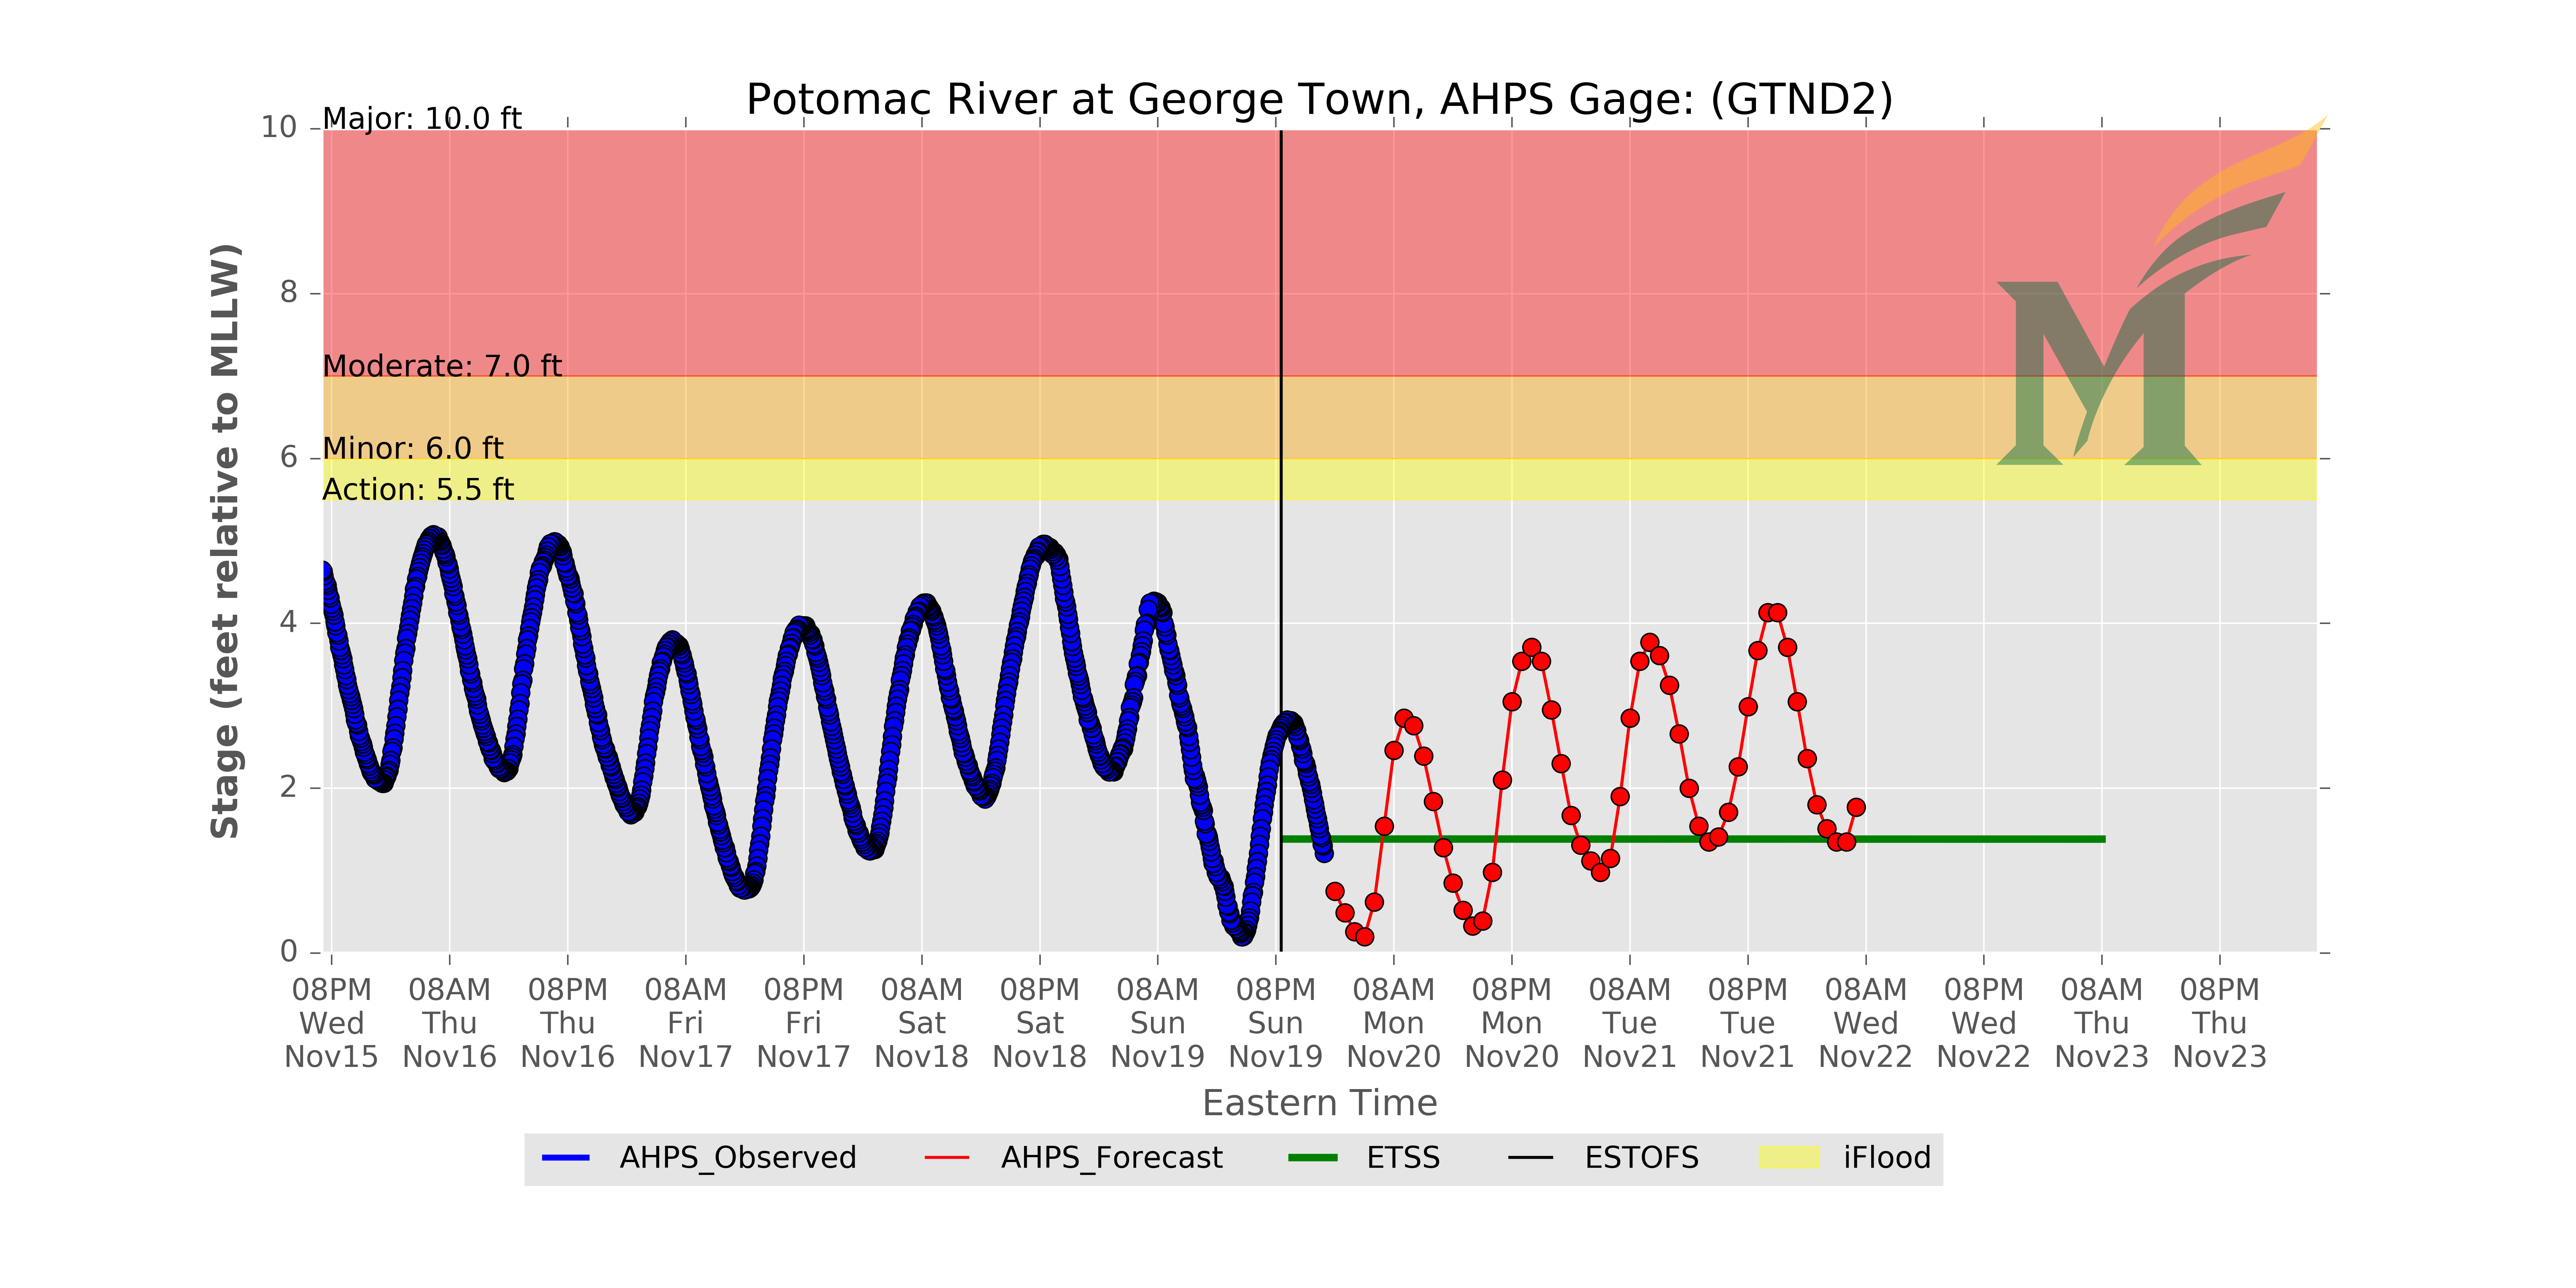 Potomac River at George Town, AHPS Gage: (GTND2)
Major: 10.0 ft
Moderate: 7.0 ft
Minor: 6.0 ft
Action: 5.5 ft
10
8
6
4
2
0
Stage (feet relative to MLLW)
08PM 08AM 08PM 08AM 08PM 08AM 08PM 08AM 08PM 08AM 08PM 08AM 08PM 08AM 08PM 08AM 08PM
Wed Thu Thu Fri Fri Sat Sat Sun Sun Mon Mon Tue Tue Wed Wed Thu Thu
Nov15 Nov16 Nov16 Nov17 Nov17 Nov18 Nov18 Nov19 Nov19 Nov20 Nov20 Nov21 Nov21 Nov22 Nov22 Nov23 Nov23
Eastern Time
AHPS_Observed AHPS_Forecast ETSS ESTOFS iFlood
M